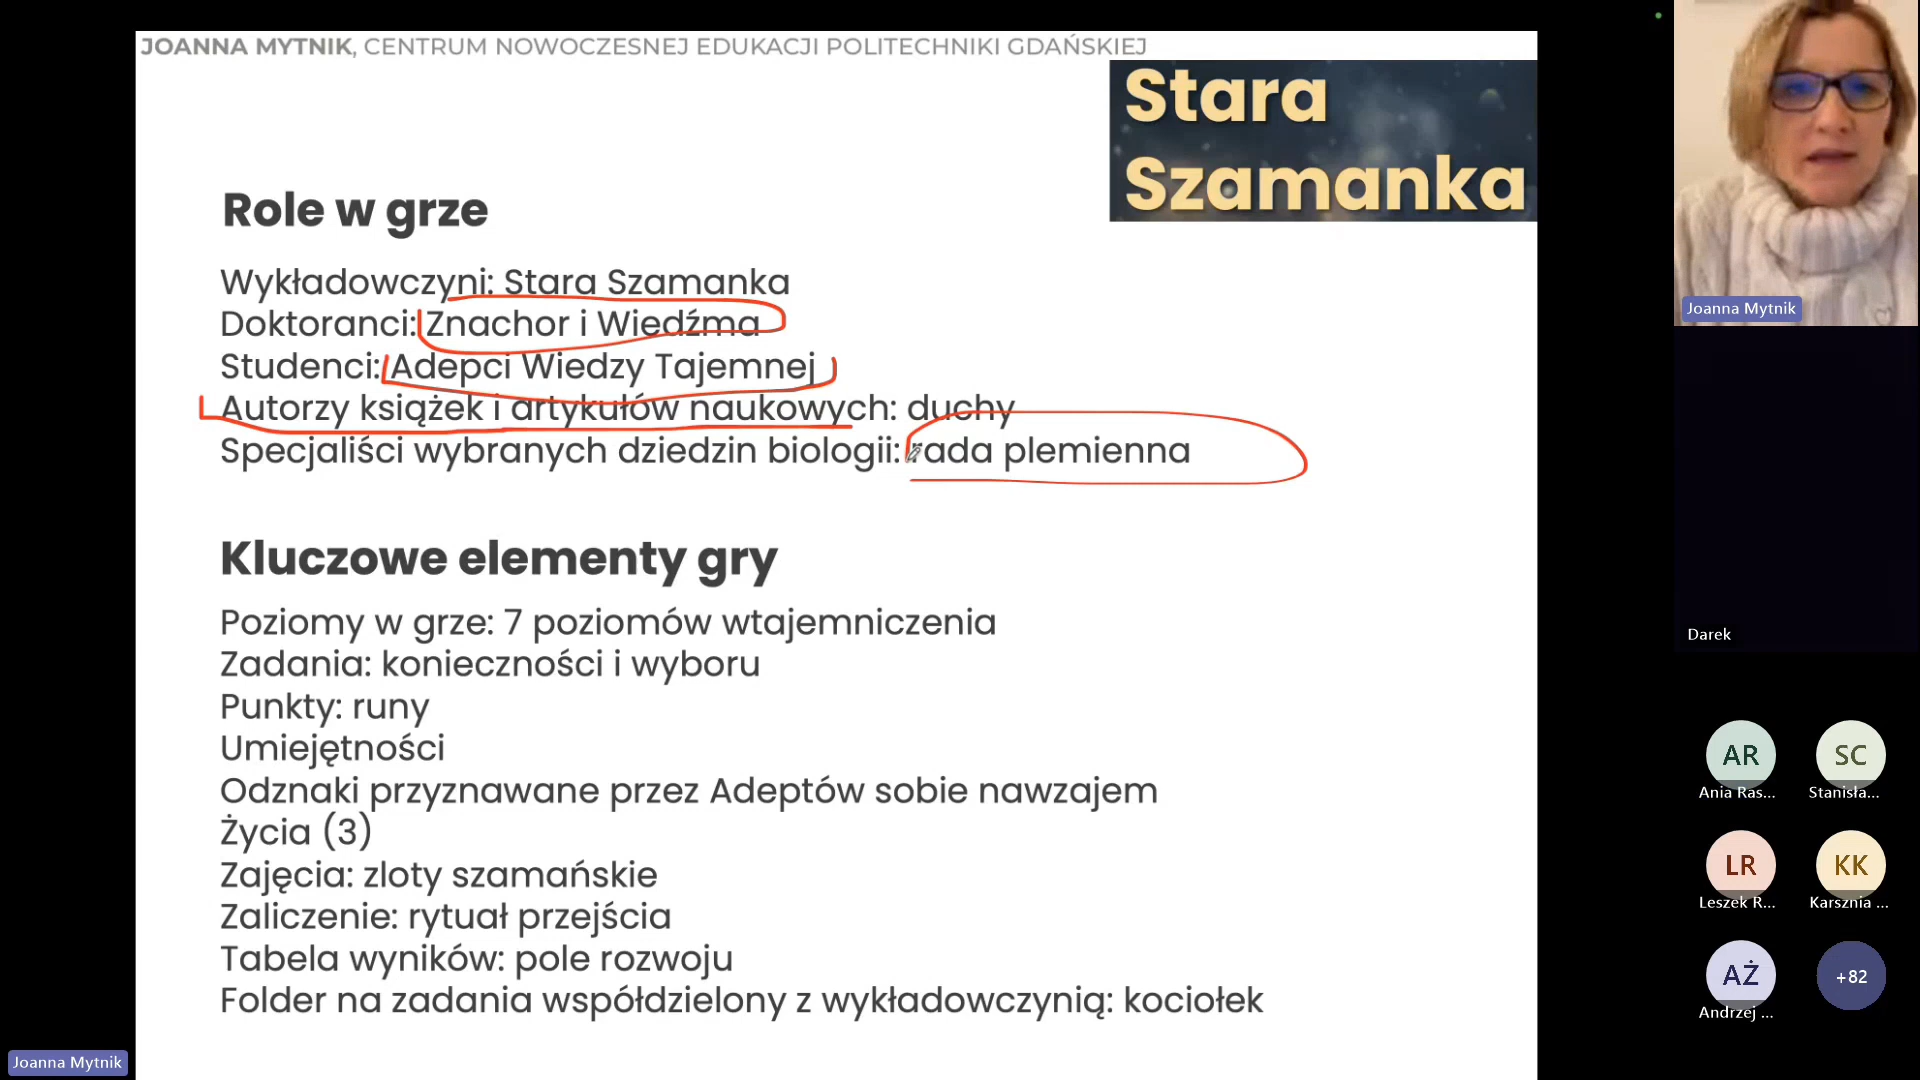 JOANNA MYTNIK, CENTRUM NOWOCZESNEJ EDUKACJI POLITECHNIKI GDAŃSKIEJ
Stara
Szamanka
Role w grze
Wykładowczyni: Stara Szamanka
Doktoranci: Znachor i Wiedźma
Studenci: Adepci Wiedzy Tajemnej
Autorzy książek i artykułów naukowych: duchy
Specjaliści wybranych dziedzin biologii: rada plemienna
Kluczowe elementy gry
Poziomy w grze: 7 poziomów wtajemniczenia
Zadania: konieczności i wyboru
Punkty: runy
Umiejętności
Odznaki przyznawane przez Adeptów sobie nawzajem
Życia (3)
Zajęcia: zloty szamańskie
Zaliczenie: rytuał przejścia
Tabela wyników: pole rozwoju
Folder na zadania współdzielony z wykładowczynią: kociołek
Joanna Mytnik
Joanna Mytnik
Darek
AR
Ania Ras...
SC
Stanisła...
LR
Leszek R...
KK
Karsznia ...
AŻ
Andrzej ...
+82